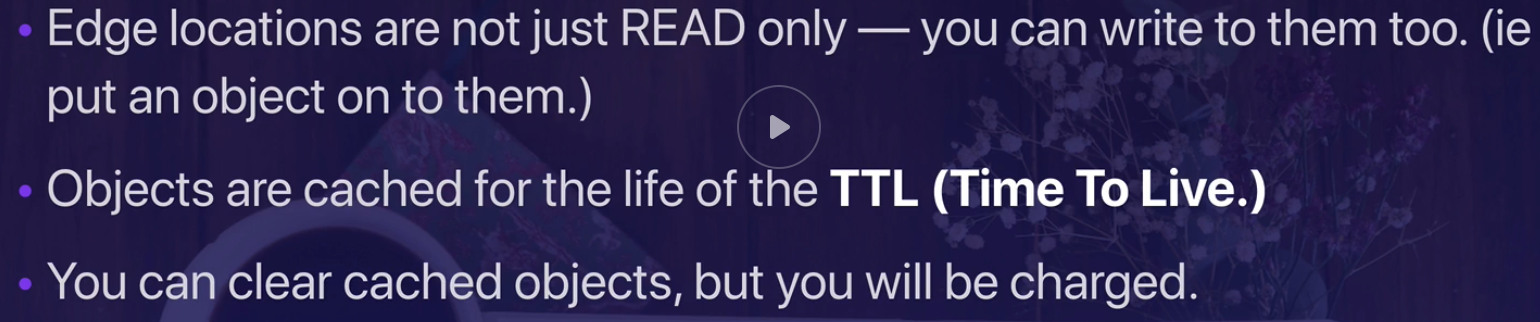 • Edge locations are not just READ only — you can write to them too. (ie
put an object on to them.)
• Objects are cached for the life of the TTL (Time To Live.)
• You can clear cached objects, but you will be charged.